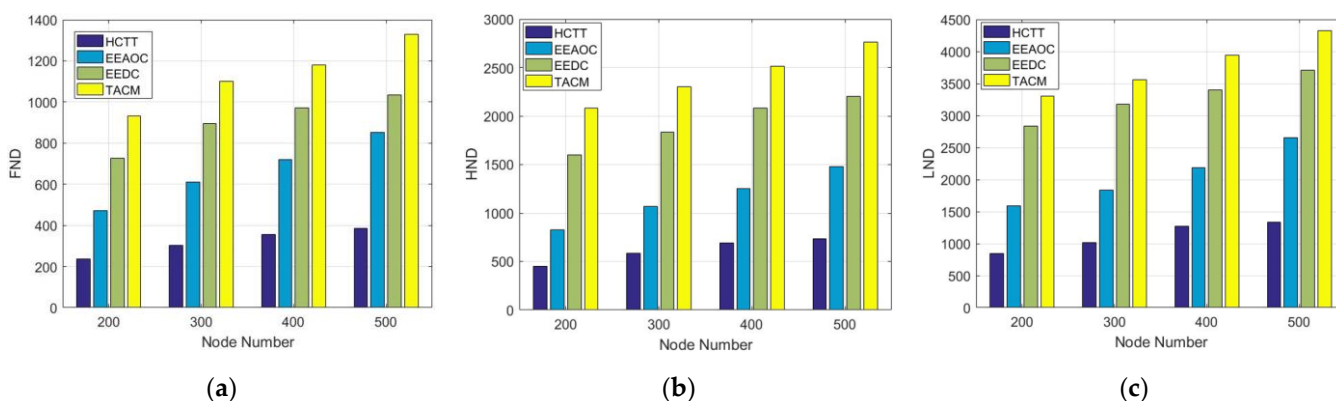 1400
1200
1000
800
600
400
200
0
FND
HCTT
EEAOC
EEDC
TACM
200 300 400 500
Node Number
(a)
3000
2500
2000
1500
1000
500
0
HND
HCTT
EEAOC
EEDC
TACM
200 300 400 500
Node Number
(b)
4500
4000
3500
3000
2500
2000
1500
1000
500
0
LND
HCTT
EEAOC
EEDC
TACM
200 300 400 500
Node Number
(c)